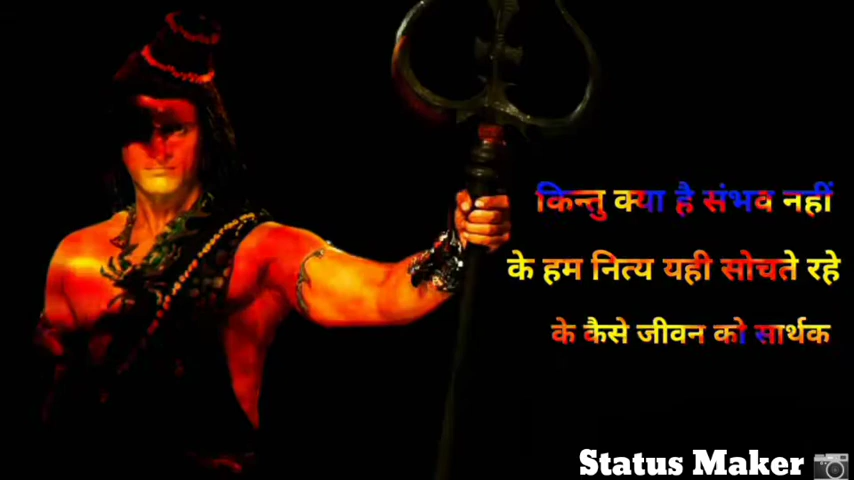 किन्तु क्या है संभव नहीं
के हम नित्य यही सोचते रहे
के कैसे जीवन को सार्थक
Status Maker